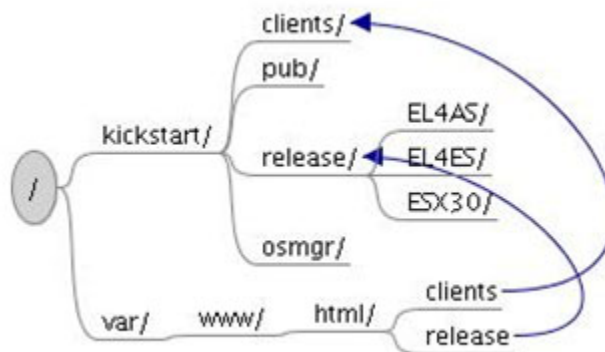 clients/
pub/
kickstart/
EL4AS/
release/
EL4ES/
ESX30/
/
osmgr/
clients
var/
www/
html/
release